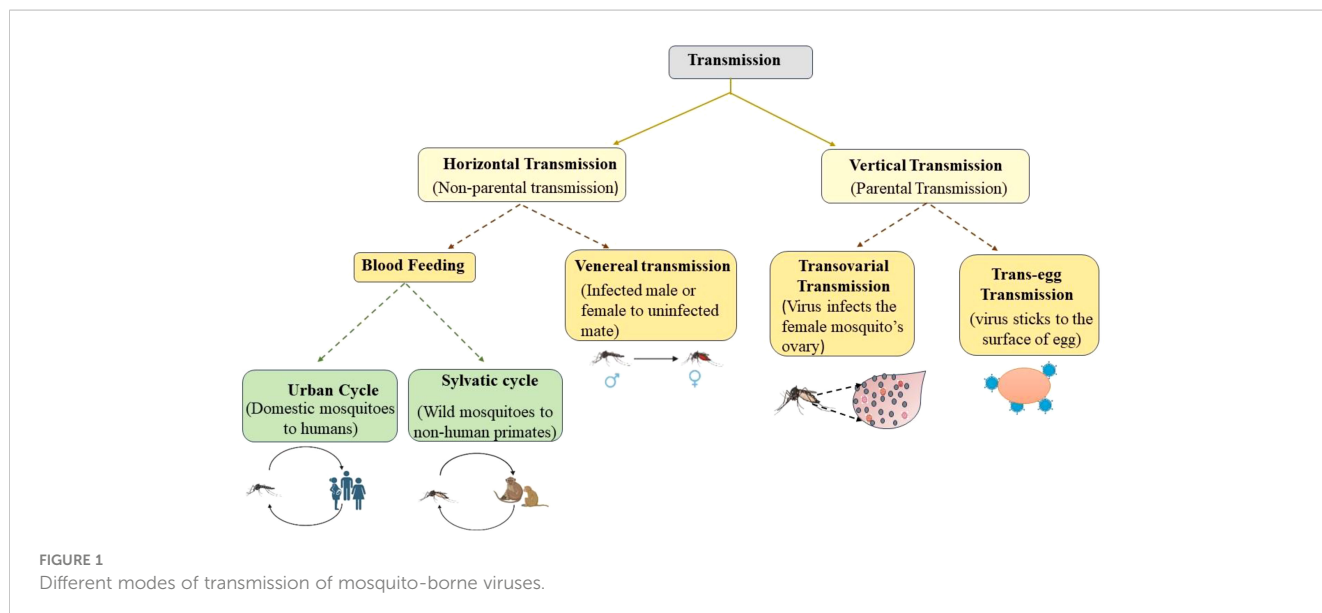 Transmission
Horizontal Transmission
(Non-parental transmission)
Vertical Transmission
(Parental Transmission)
Blood Feeding
Venereal transmission
(Infected male or
female to uninfected
mate)
Transovarial
Transmission
(Virus infects the
female mosquito's
ovary)
Trans-egg
Transmission
(virus sticks to the
surface of egg)
Urban Cycle
(Domestic mosquitoes
to humans)
Sylvatic cycle
(Wild mosquitoes to
non-human primates)
♂
♀
FIGURE 1
Different modes of transmission of mosquito-borne viruses.